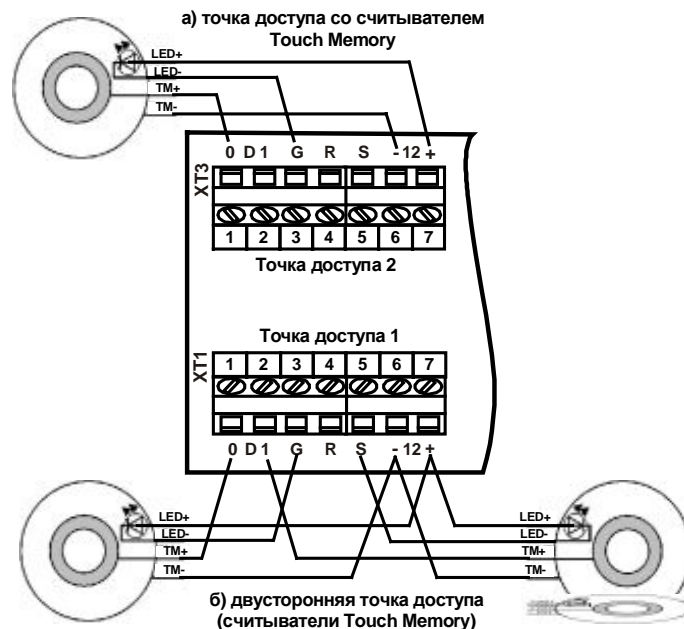 а) точка доступа со считывателем
Touch Memory
LED+
LED-
TM+
TM-
0 D 1 G R S - 12 +
XT3
1 2 3 4 5 6 7
Точка доступа 2
Точка доступа 1
XT1
1 2 3 4 5 6 7
0 D 1 G R S - 12 +
LED+
LED-
TM+
TM-
LED+
LED-
TM+
TM-
б) двусторонняя точка доступа
(считыватели Touch Memory)